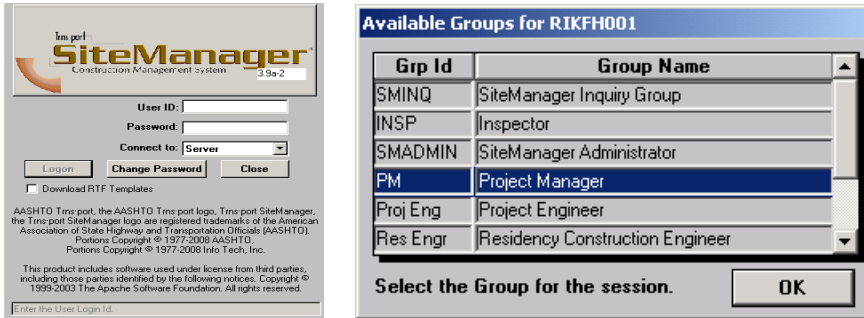 Trns·port
SiteManager
Construction Management System
3.9a-2
User ID:
Password:
Connect to: Server
Logon Change Password Close
Download RTF Templates
AASHTO Trns·port, the AASHTO Trns·port logo, Trns·port SiteManager,
the Trns·port SiteManager logo are registered trademarks of the American
Association of State Highway and Transportation Officials (AASHTO).
Portions Copyright © 1977-2008 AASHTO,
Portions Copyright © 1977-2008 Info Tech, Inc.
This product includes software used under license from third parties,
including those parties identified by the following notices. Copyright ©
1999-2003 The Apache Software Foundation. All rights reserved.
Enter the User Login Id.
Available Groups for RIKFH001
Grp Id Group Name
SMINQ SiteManager Inquiry Group
INSP Inspector
SMADMIN SiteManager Administrator
PM Project Manager
Proj Eng Project Engineer
Res Engr Residency Construction Engineer
Select the Group for the session. OK